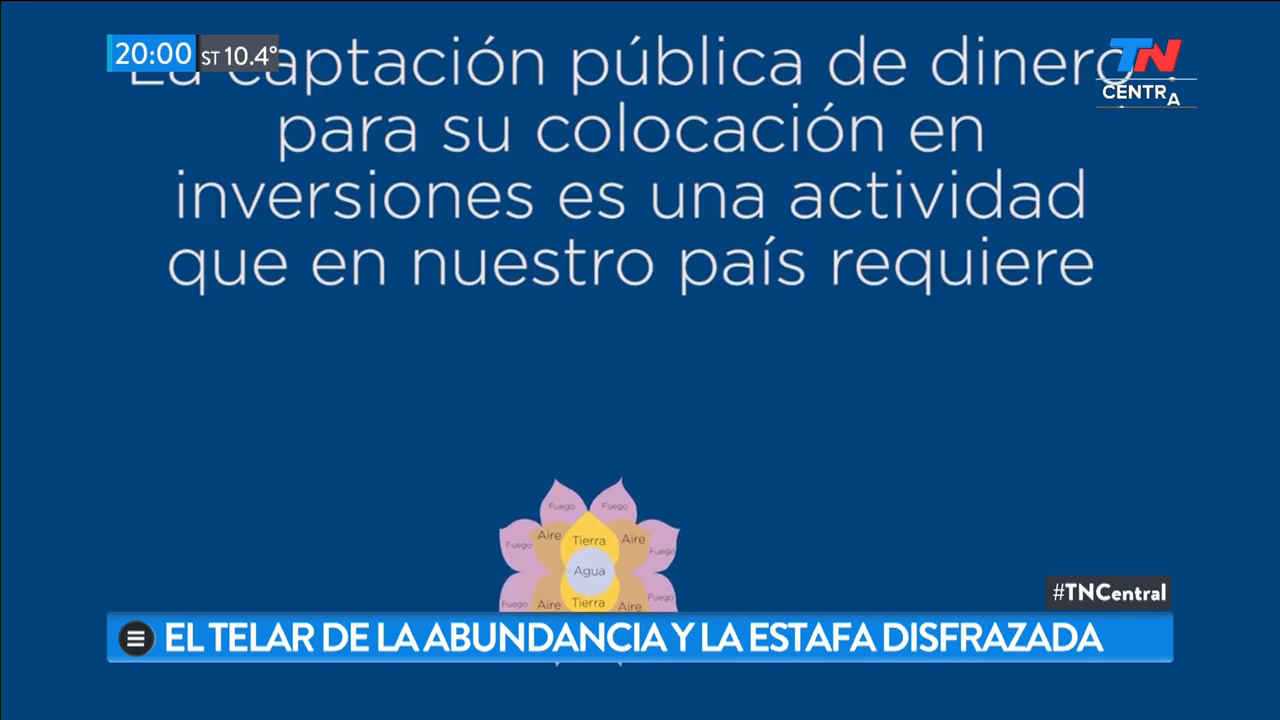 20:00 ST 10.4°
TN
CENTRA
La captación pública de dinero
para su colocación en
inversiones es una actividad
que en nuestro país requiere
Fuego Fuego
Aire Tierra Aire
Fuego Fuego
Agua
Fuego Aire Tierra Aire Fuego
#TNCentral
EL TELAR DE LA ABUNDANCIA Y LA ESTAFA DISFRAZADA